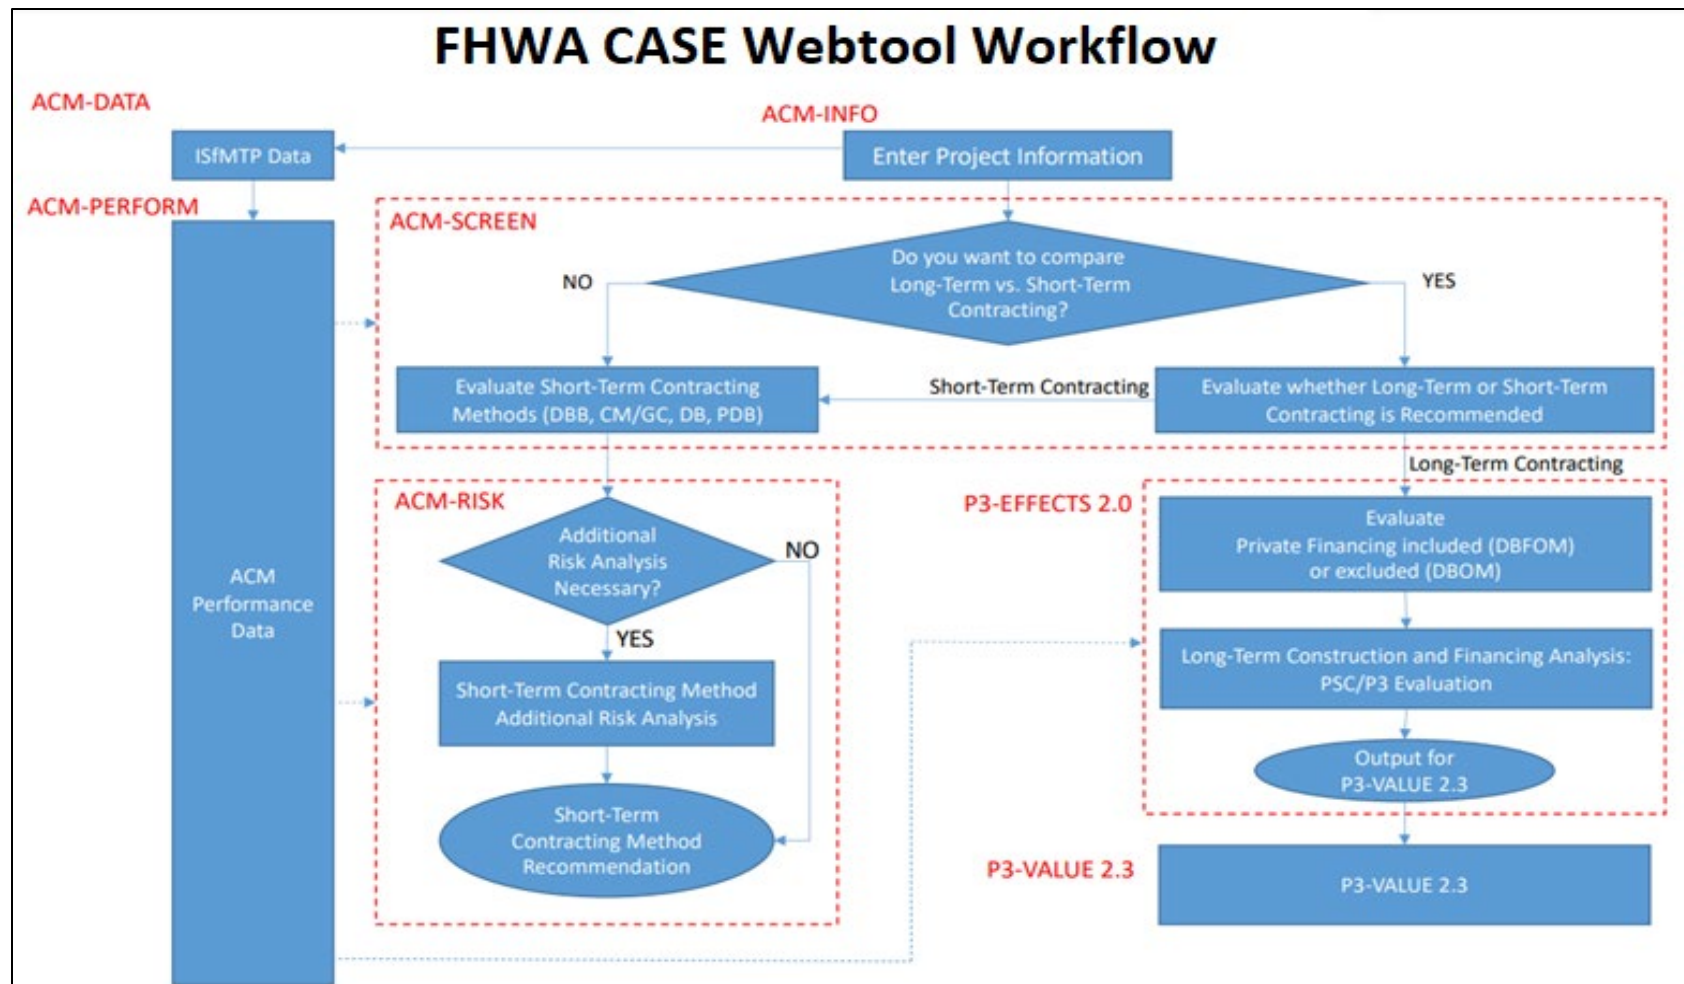 FHWA CASE Webtool Workflow
ACM-DATA
ACM-INFO
ISfMTP Data
Enter Project Information
ACM-PERFORM
ACM-SCREEN
Do you want to compare
Long-Term vs. Short-Term
Contracting?
NO
YES
Evaluate Short-Term Contracting
Methods (DBB, CM/GC, DB, PDB)
Short-Term Contracting
Evaluate whether Long-Term or Short-Term
Contracting is Recommended
Long-Term Contracting
ACM-RISK
Additional
Risk Analysis
Necessary?
NO
YES
Short-Term Contracting Method
Additional Risk Analysis
Short-Term
Contracting Method
Recommendation
ACM
Performance
Data
P3-EFFECTS 2.0
Evaluate
Private Financing included (DBFOM)
or excluded (DBOM)
Long-Term Construction and Financing Analysis:
PSC/P3 Evaluation
Output for
P3-VALUE 2.3
P3-VALUE 2.3
P3-VALUE 2.3